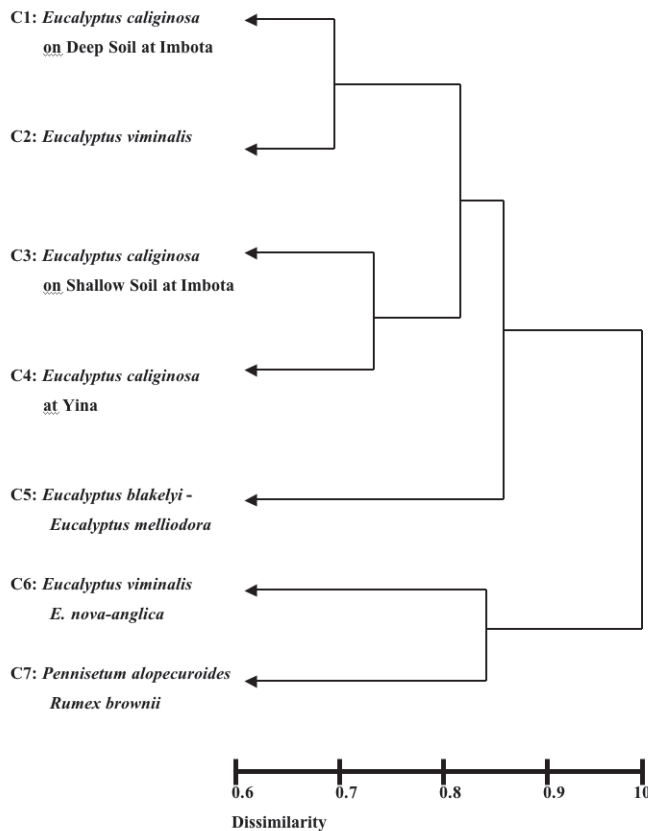 C1: Eucalyptus caliginosa
on Deep Soil at Imbota
C2: Eucalyptus viminalis
C3: Eucalyptus caliginosa
on Shallow Soil at Imbota
C4: Eucalyptus caliginosa
at Yina
C5: Eucalyptus blakelyi -
Eucalyptus melliodora
C6: Eucalyptus viminalis
E. nova-anglica
C7: Pennisetum alopecuroides
Rumex brownii
0.6 0.7 0.8 0.9 10
Dissimilarity